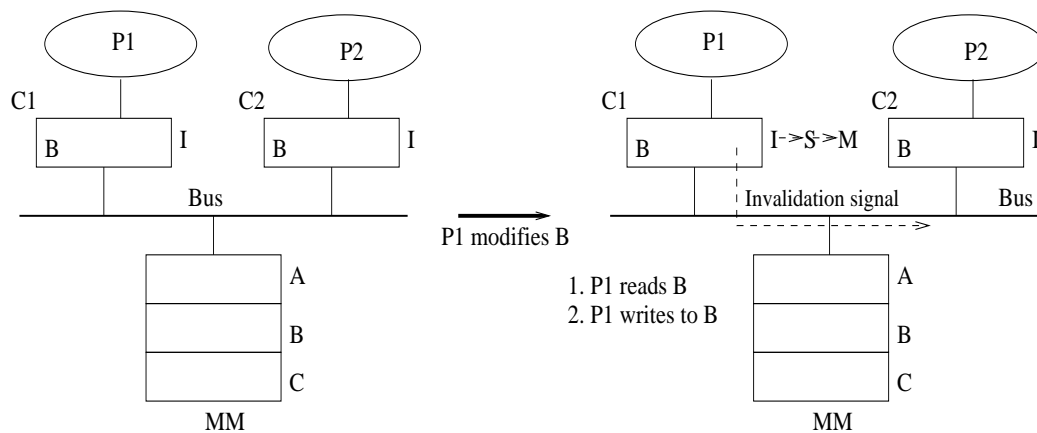 P1
P2
C1
C2
B
I
B
I
Bus
A
B
C
MM
P1 modifies B
P1
P2
C1
C2
B
I->S->M
B
I
Invalidation signal
Bus
1. P1 reads B
2. P1 writes to B
A
B
C
MM